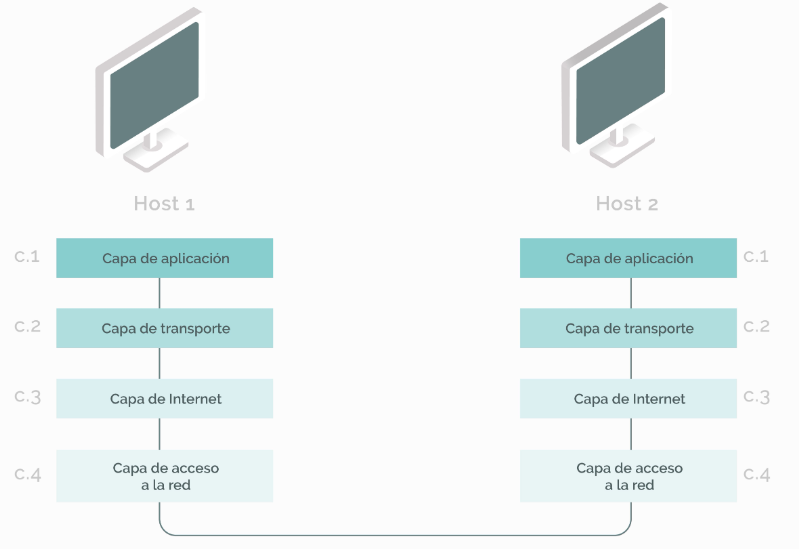 Host 1
Host 2
c.1
Capa de aplicación
Capa de aplicación
c.1
c.2
Capa de transporte
Capa de transporte
c.2
c.3
Capa de Internet
Capa de Internet
c.3
c.4
Capa de acceso
a la red
Capa de acceso
a la red
c.4